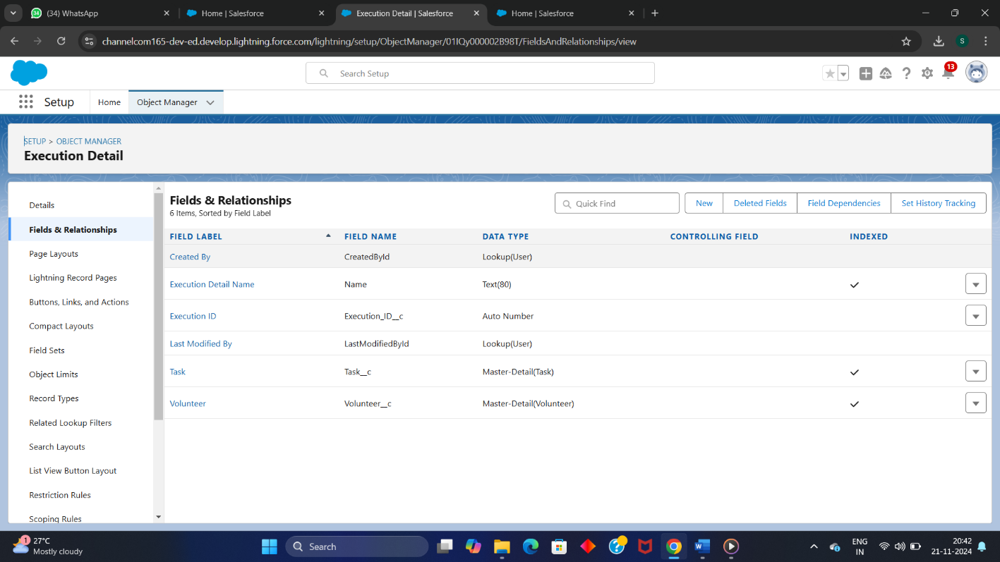 34 (34) WhatsApp
Home | Salesforce
Execution Detail | Salesforce
Home | Salesforce
channelcom165-dev-ed.develop.lightning.force.com/lightning/setup/ObjectManager/01IQy000002B98T/FieldsAndRelationships/view
S
Search Setup
13
Setup
Home
Object Manager
SETUP > OBJECT MANAGER
Execution Detail
Details
Fields & Relationships
Page Layouts
Lightning Record Pages
Buttons, Links, and Actions
Compact Layouts
Field Sets
Object Limits
Record Types
Related Lookup Filters
Search Layouts
List View Button Layout
Restriction Rules
Scoping Rules
Fields & Relationships
6 Items, Sorted by Field Label
Quick Find
New
Deleted Fields
Field Dependencies
Set History Tracking
FIELD LABEL FIELD NAME DATA TYPE CONTROLLING FIELD INDEXED
Created By CreatedById Lookup(User)
Execution Detail Name Name Text(80)
Execution ID Execution_ID__c Auto Number
Last Modified By LastModifiedById Lookup(User)
Task Task__c Master-Detail(Task)
Volunteer Volunteer__c Master-Detail(Volunteer)
1
27°C
Mostly cloudy
Search
W
ENG
IN
20:42
21-11-2024